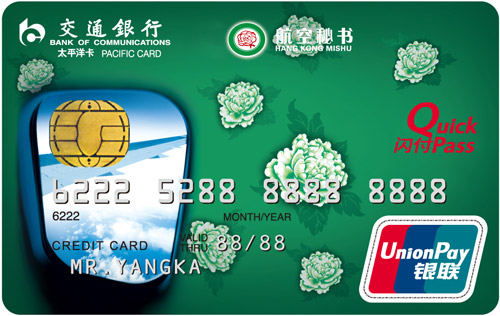 交通銀行
BANK OF COMMUNICATIONS
太平洋卡 PACIFIC CARD
航空秘书
HANG KONG MISHU
Quick
闪付Pass
6222 5288 8888 8888
6222
MONTH/YEAR
CREDIT CARD VALID THRU 88/88
MR.YANGKA
UnionPay
银联